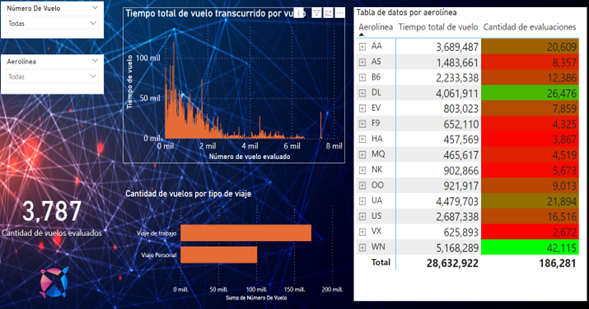 Número De Vuelo
Todas
Aerolínea
Todas
3,787
Cantidad de vuelos evaluados
Tiempo total de vuelo transcurrido por vuelo
Tiempo de vuelo
100 mil
50 mil
0 mil
0 mil
2 mil
4 mil
6 mil
8 mil
Número de vuelo evaluado
Cantidad de vuelos por tipo de viaje
Viaje de trabajo
Viaje Personal
0 mill.
50 mill.
100 mill.
150 mill.
200 mill.
Suma de Número De Vuelo
Tabla de datos por aerolínea
Aerolínea Tiempo total de vuelo Cantidad de evaluaciones
AA 3,689,487 20,609
AS 1,483,661 8,357
B6 2,233,538 12,386
DL 4,061,911 26,476
EV 803,023 7,859
F9 652,110 4,325
HA 457,569 3,867
MQ 465,617 4,519
NK 902,866 5,673
OO 921,917 9,013
UA 4,479,703 21,894
US 2,687,338 16,516
VX 625,893 2,672
WN 5,168,289 42,115
Total 28,632,922 186,281